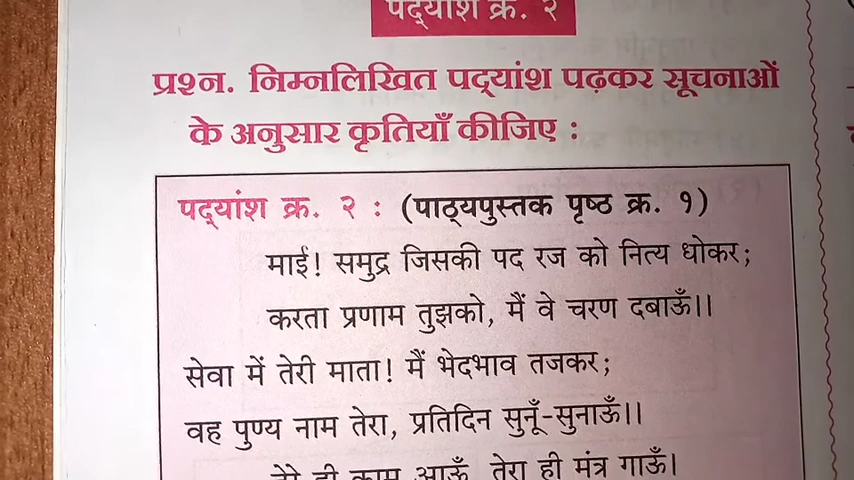 पद्यांश क्र. २
प्रश्न. निम्नलिखित पद्यांश पढ़कर सूचनाओं
के अनुसार कृतियाँ कीजिए :
पद्यांश क्र. २ : (पाठ्यपुस्तक पृष्ठ क्र. १)
माई! समुद्र जिसकी पद रज को नित्य धोकर;
करता प्रणाम तुझको, मैं वे चरण दबाऊँ।।
सेवा में तेरी माता! मैं भेदभाव तजकर;
वह पुण्य नाम तेरा, प्रतिदिन सुनूँ-सुनाऊँ।।
तेरे ही काम आऊँ, तेरा ही मंत्र गाऊँ।